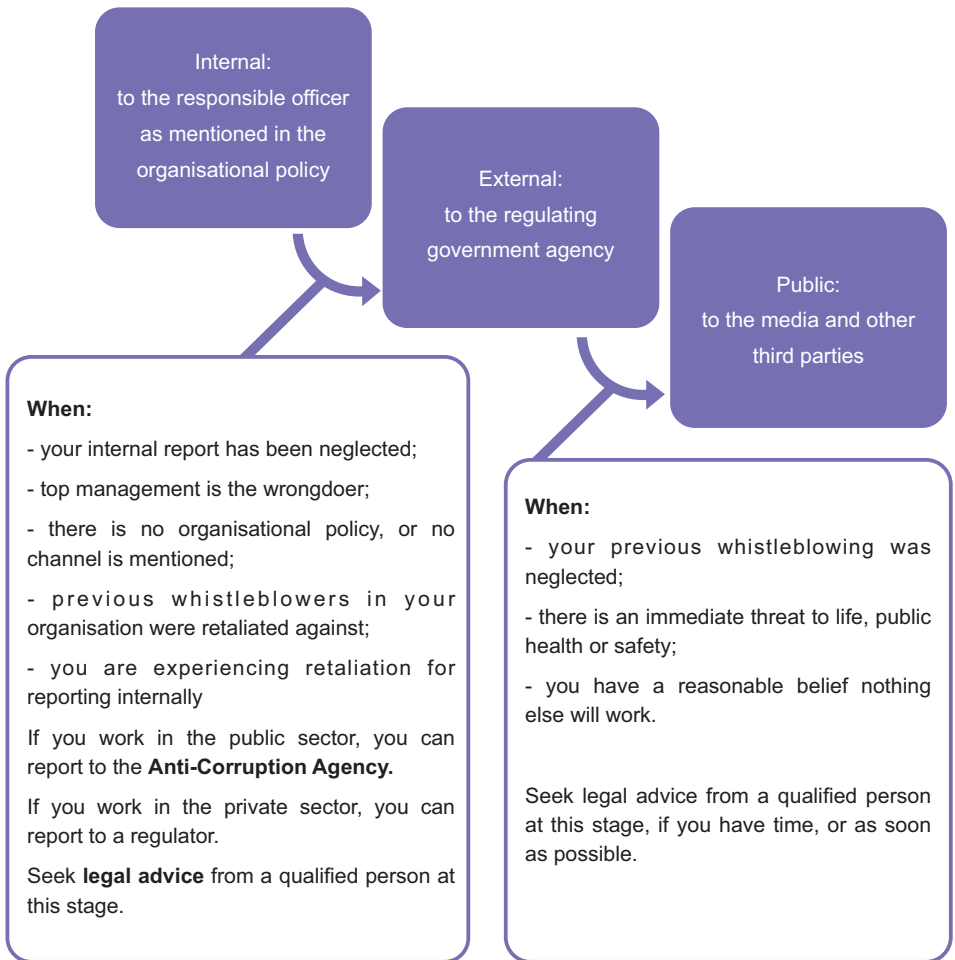 Internal:
to the responsible officer
as mentioned in the
organisational policy
External:
to the regulating
government agency
Public:
to the media and other
third parties
When:
- your internal report has been neglected;
- top management is the wrongdoer;
- there is no organisational policy, or no
channel is mentioned;
- previous whistleblowers in your
organisation were retaliated against;
- you are experiencing retaliation for
reporting internally
If you work in the public sector, you can
report to the Anti-Corruption Agency.
If you work in the private sector, you can
report to a regulator.
Seek legal advice from a qualified person at
this stage.
When:
- your previous whistleblowing was
neglected;
- there is an immediate threat to life, public
health or safety;
- you have a reasonable belief nothing
else will work.
Seek legal advice from a qualified person
at this stage, if you have time, or as soon
as possible.